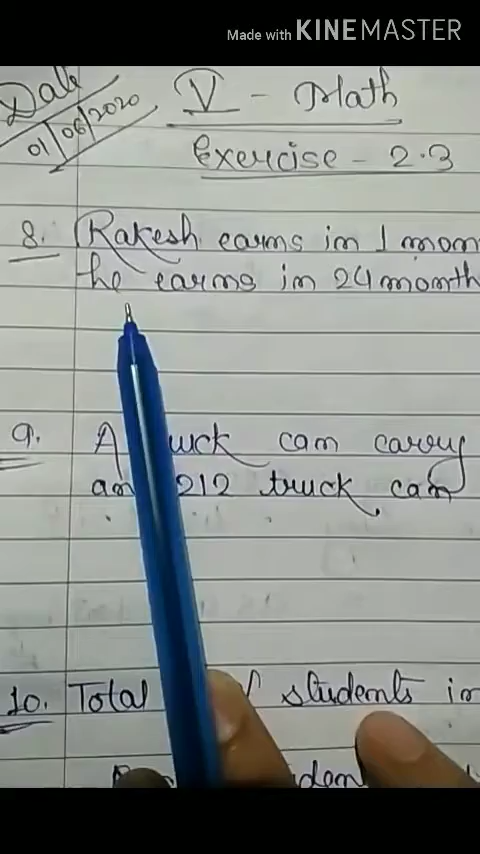 Made with KINEMASTER
Date
01/06/2020
V - Math
Exercise - 2.3
8. Rakesh earns in 1 mon
he earns in 24 month
9. A can carry
an 212 truck can
10. Total students in